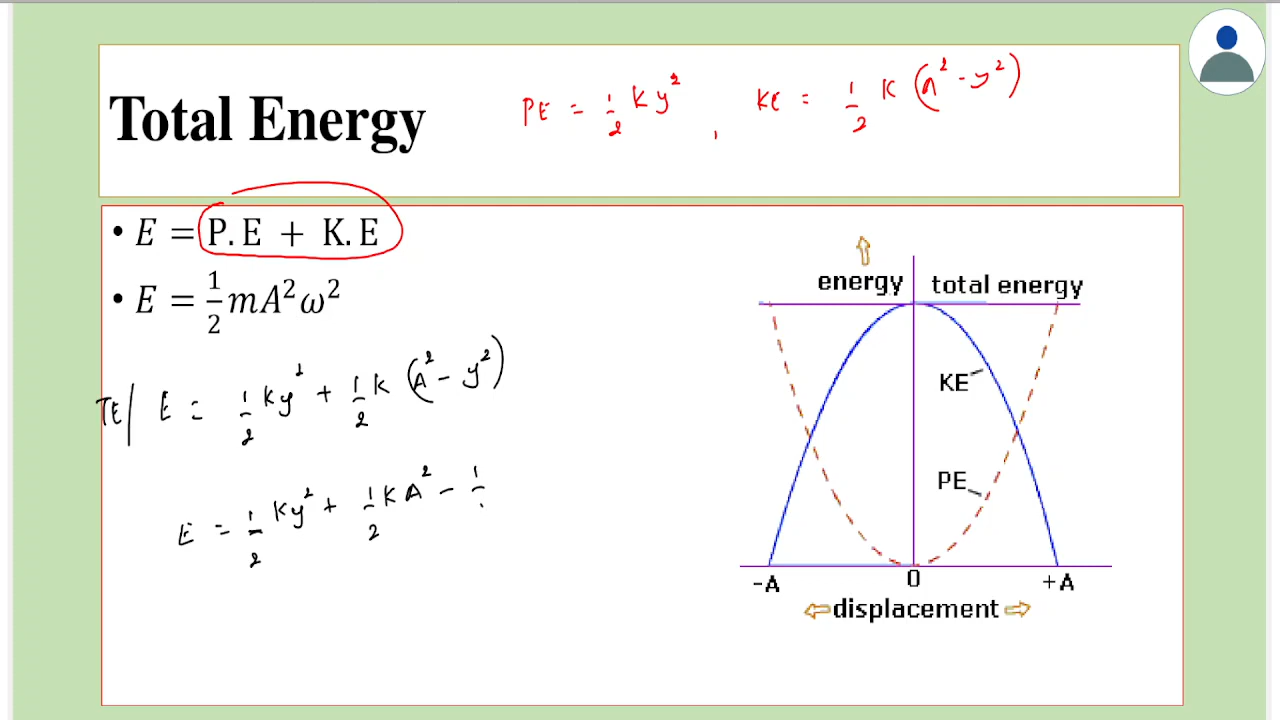 Total Energy
PE = 1/2 Ky² , KE = 1/2 K (A² - y²)
• E = P.E + K.E
• E = 1/2 mA²ω²
TE | E = 1/2 Ky² + 1/2 K (A² - y²)
E = 1/2 Ky² + 1/2 KA² - 1/
energy
total energy
KE
PE
-A
0
+A
displacement